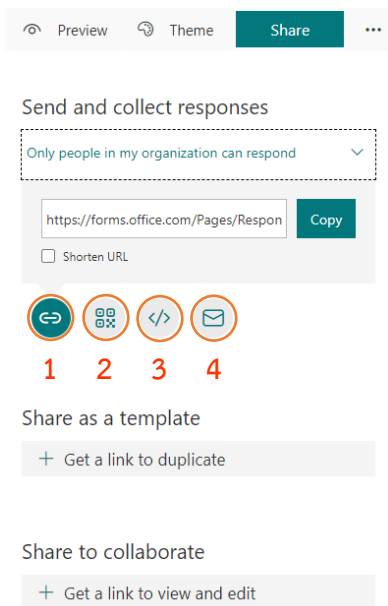 Preview Theme Share ...
Send and collect responses
Only people in my organization can respond
https://forms.office.com/Pages/Respon Copy
Shorten URL
</>
1 2 3 4
Share as a template
+ Get a link to duplicate
Share to collaborate
+ Get a link to view and edit